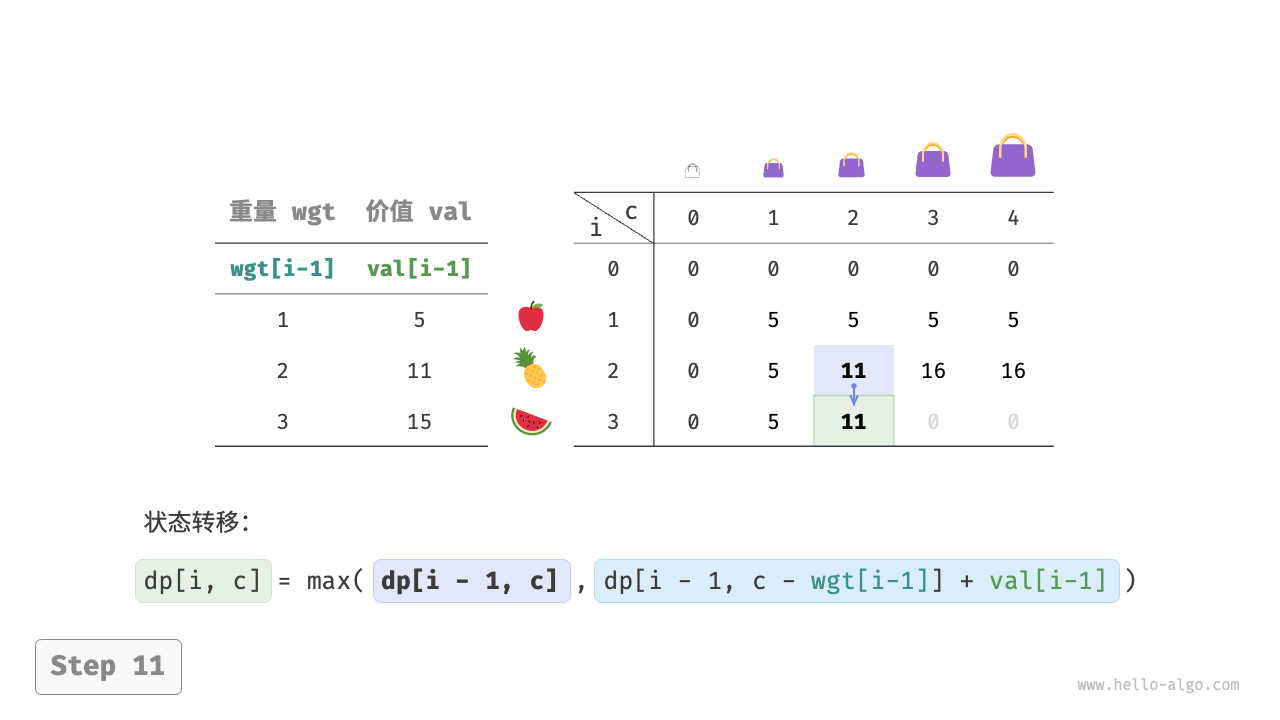 重量 wgt 价值 val
wgt[i-1] val[i-1]
1 5
2 11
3 15
c
i
0 1 2 3 4
0 0 0 0 0 0
1 0 5 5 5 5
2 0 5 11 16 16
3 0 5 11 0 0
状态转移：
dp[i, c] = max( dp[i - 1, c] , dp[i - 1, c - wgt[i-1]] + val[i-1] )
Step 11
www.hello-algo.com